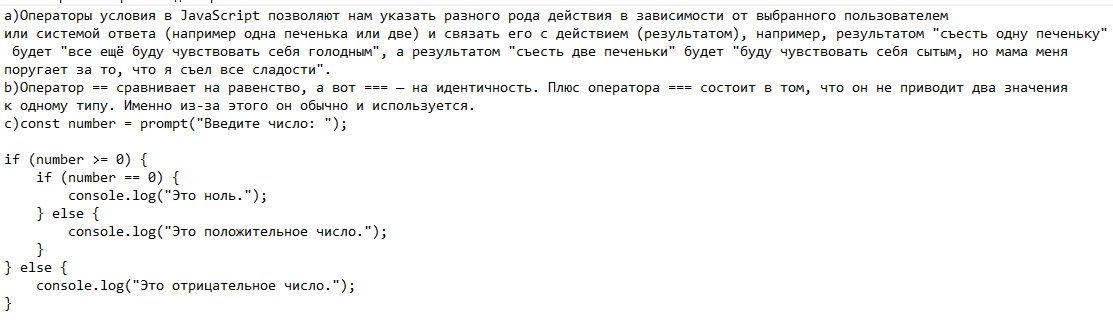 a)Операторы условия в JavaScript позволяют нам указать разного рода действия в зависимости от выбранного пользователем
или системой ответа (например одна печенька или две) и связать его с действием (результатом), например, результатом "съесть одну печеньку"
будет "все ещё буду чувствовать себя голодным", а результатом "съесть две печеньки" будет "буду чувствовать себя сытым, но мама меня
поругает за то, что я съел все сладости".
b)Оператор == сравнивает на равенство, а вот === — на идентичность. Плюс оператора === состоит в том, что он не приводит два значения
к одному типу. Именно из-за этого он обычно и используется.
c)const number = prompt("Введите число: ");

if (number >= 0) {
    if (number == 0) {
        console.log("Это ноль.");
    } else {
        console.log("Это положительное число.");
    }
} else {
    console.log("Это отрицательное число.");
}